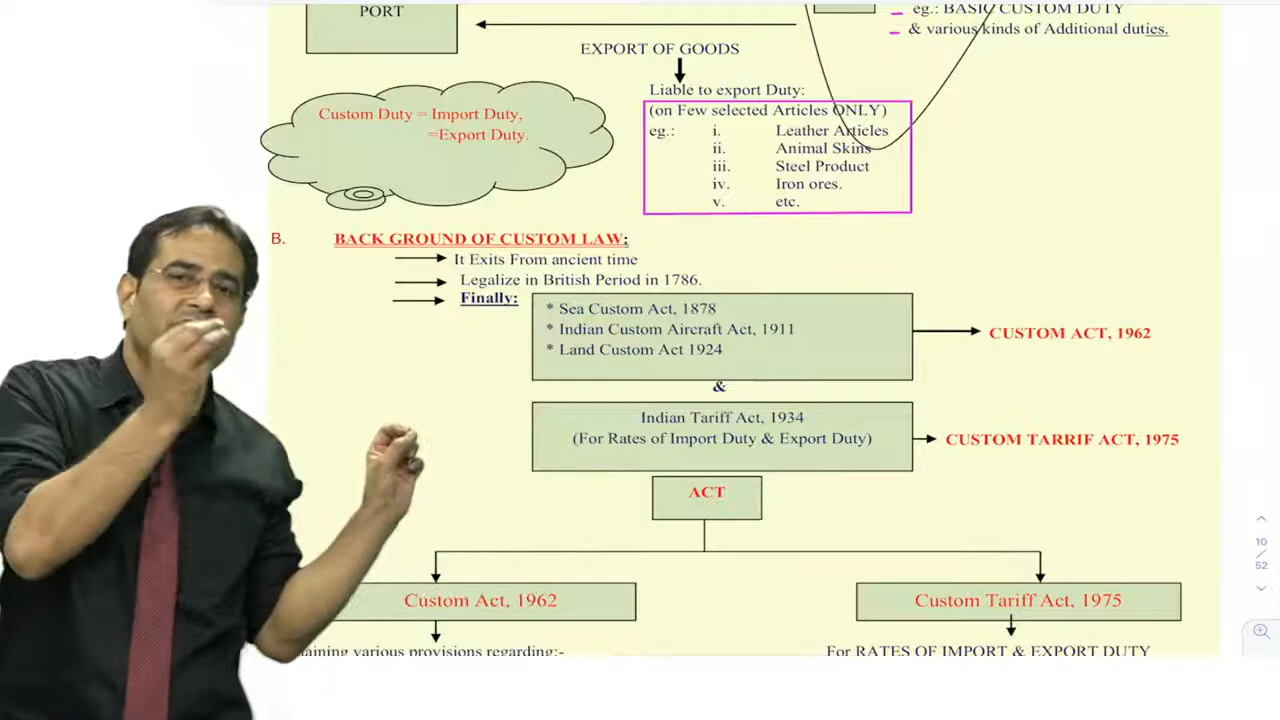 PORT
eg.: BASIC CUSTOM DUTY
& various kinds of Additional duties.
EXPORT OF GOODS
Liable to export Duty:
(on Few selected Articles ONLY)
eg.: i. Leather Articles
ii. Animal Skins
iii. Steel Product
iv. Iron ores.
v. etc.
Custom Duty = Import Duty,
=Export Duty.
B. BACK GROUND OF CUSTOM LAW:
It Exits From ancient time
Legalize in British Period in 1786.
Finally:
* Sea Custom Act, 1878
* Indian Custom Aircraft Act, 1911
* Land Custom Act 1924
CUSTOM ACT, 1962
&
Indian Tariff Act, 1934
(For Rates of Import Duty & Export Duty)
CUSTOM TARRIF ACT, 1975
ACT
Custom Act, 1962
Custom Tariff Act, 1975
various provisions regarding:-
For RATES OF IMPORT & EXPORT DUTY
10
/
52